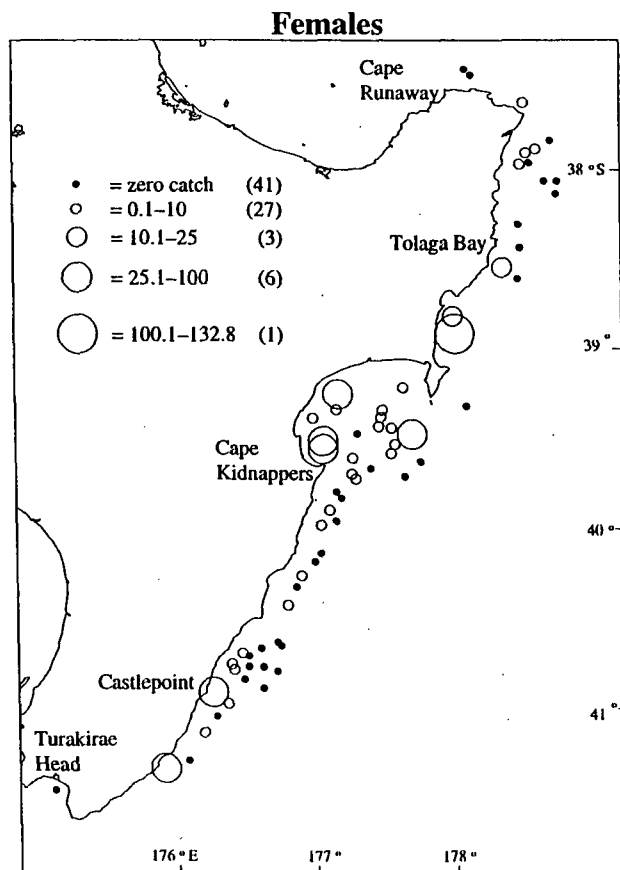 Females
Cape
Runaway
• = zero catch (41)
○ = 0.1–10 (27)
○ = 10.1–25 (3)
○ = 25.1–100 (6)
○ = 100.1–132.8 (1)
38 °S
Tolaga Bay
39°
Cape
Kidnappers
40°
Castlepoint
41°
Turakirae
Head
176 °E
177 °
178 °